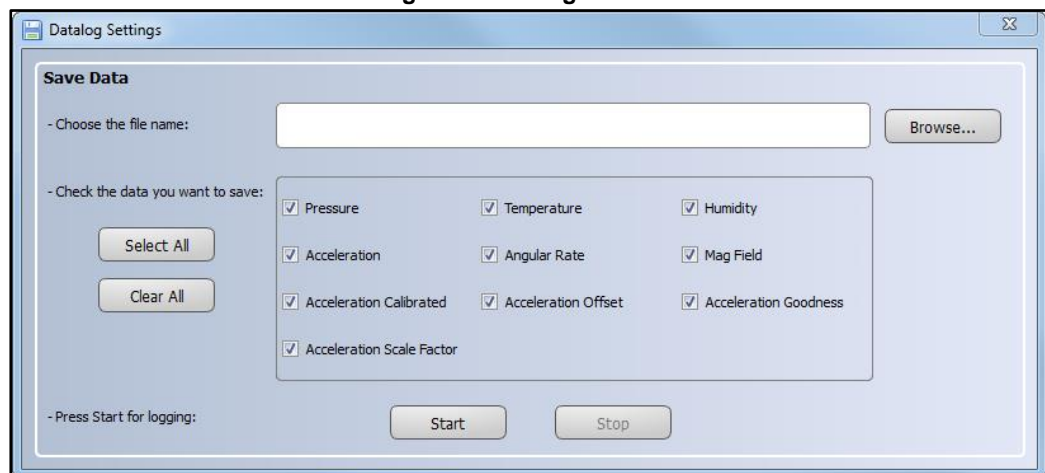 Datalog Settings
Save Data
- Choose the file name:
Browse...
- Check the data you want to save:
Pressure Temperature Humidity
Select All
Acceleration Angular Rate Mag Field
Clear All
Acceleration Calibrated Acceleration Offset Acceleration Goodness
Acceleration Scale Factor
- Press Start for logging:
Start Stop